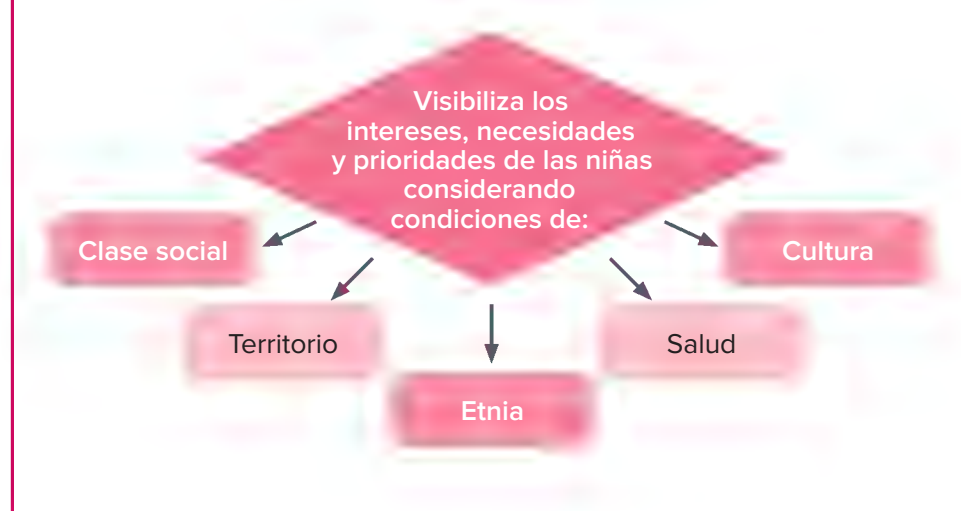 Visibiliza los
intereses, necesidades
y prioridades de las niñas
considerando
condiciones de:
Clase social
Cultura
Territorio
Salud
Etnia